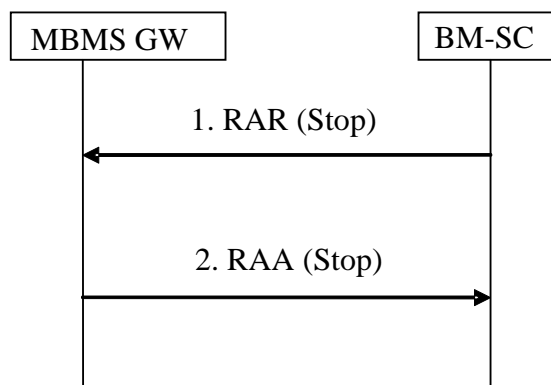 MBMS GW
BM-SC
1. RAR (Stop)
2. RAA (Stop)